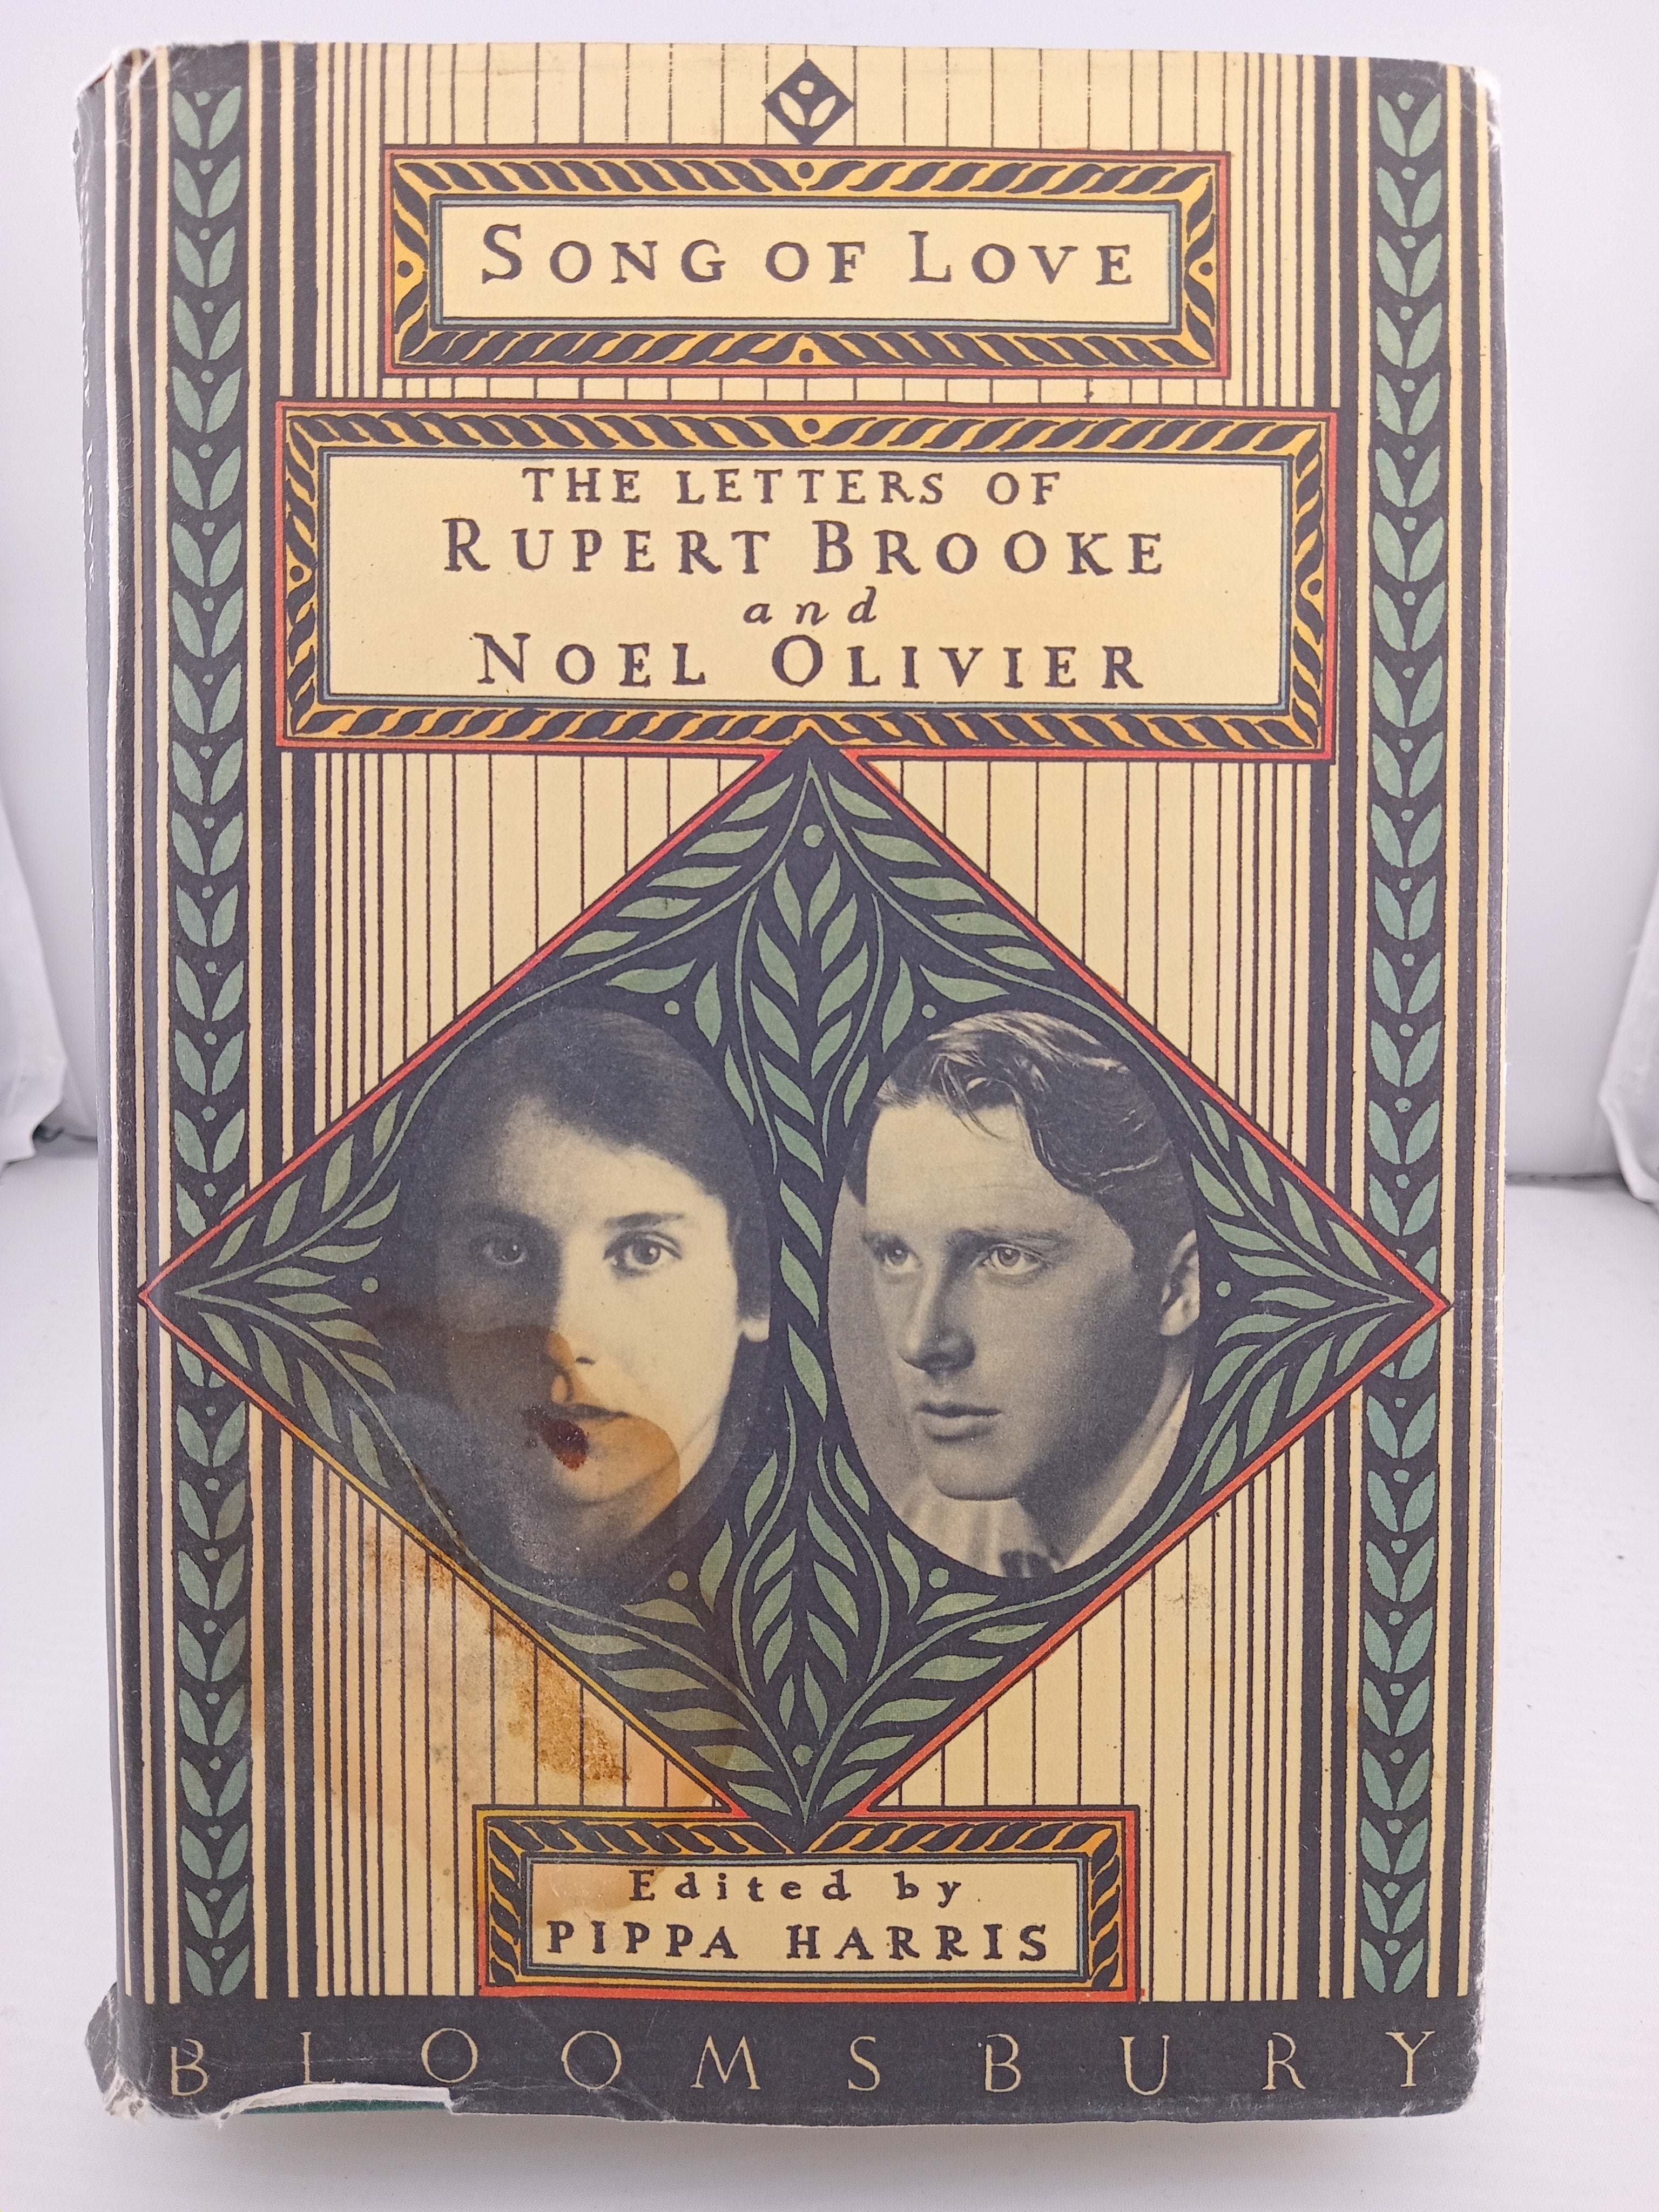 SONG OF LOVE
THE LETTERS OF
RUPERT BROOKE
and
NOEL OLIVIER
Edited by
PIPPA HARRIS
BLOOMSBURY